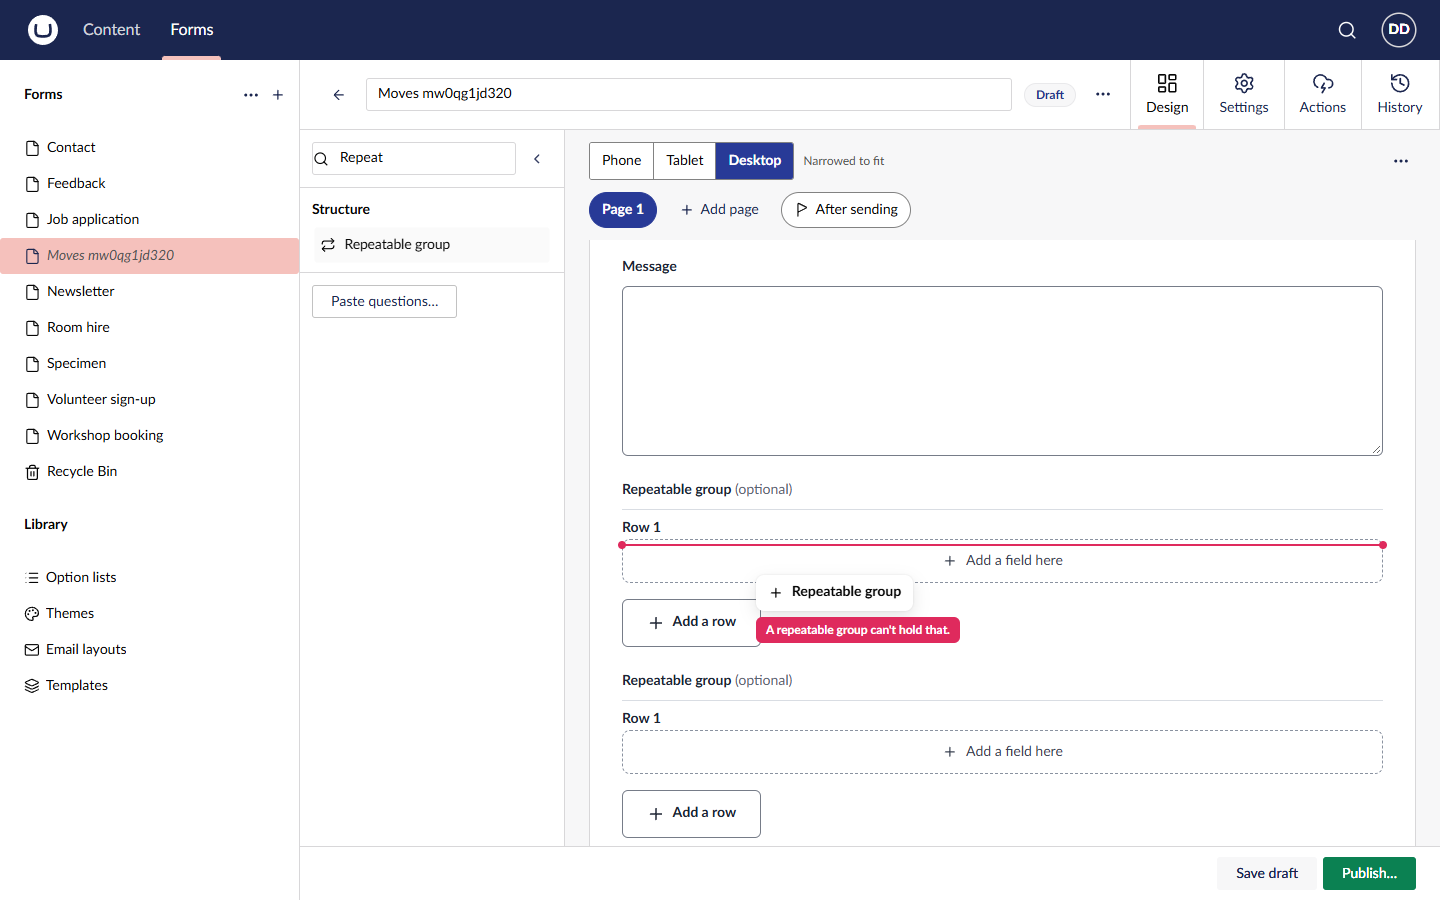 Content
Forms
DD
Forms
Contact
Feedback
Job application
Moves mw0qg1jd320
Newsletter
Room hire
Specimen
Volunteer sign-up
Workshop booking
Recycle Bin
Library
Option lists
Themes
Email layouts
Templates
Moves mw0qg1jd320
Draft
Design
Settings
Actions
History
Repeat
Structure
Repeatable group
Paste questions...
Phone
Tablet
Desktop
Narrowed to fit
Page 1
Add page
After sending
Message
Repeatable group (optional)
Row 1
Add a field here
Repeatable group
A repeatable group can't hold that.
Add a row
Repeatable group (optional)
Row 1
Add a field here
Add a row
Save draft
Publish...